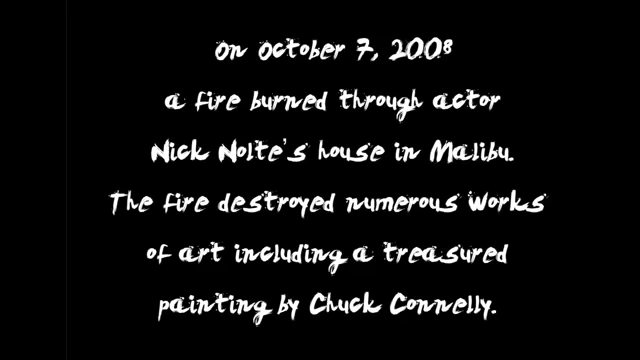 On October 7, 2008
a fire burned through actor
Nick Nolte's house in Malibu.
The fire destroyed numerous works
of art including a treasured
painting by Chuck Connelly.